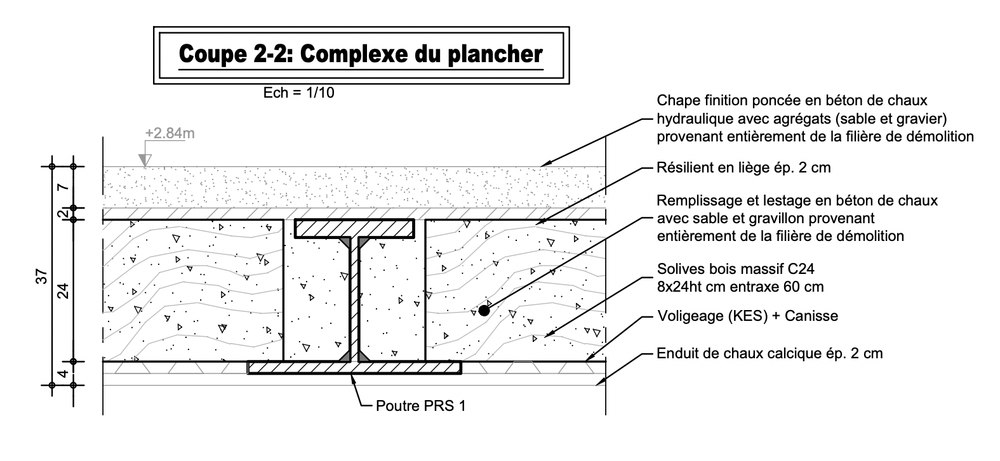 Coupe 2-2: Complexe du plancher
Ech = 1/10
+2.84m
Chape finition poncée en béton de chaux
hydraulique avec agrégats (sable et gravier)
provenant entièrement de la filière de démolition
Résilient en liège ép. 2 cm
Remplissage et lestage en béton de chaux
avec sable et gravillon provenant
entièrement de la filière de démolition
Solives bois massif C24
8x24ht cm entraxe 60 cm
Voligeage (KES) + Canisse
Enduit de chaux calcique ép. 2 cm
Poutre PRS 1
7
2
24
4
37